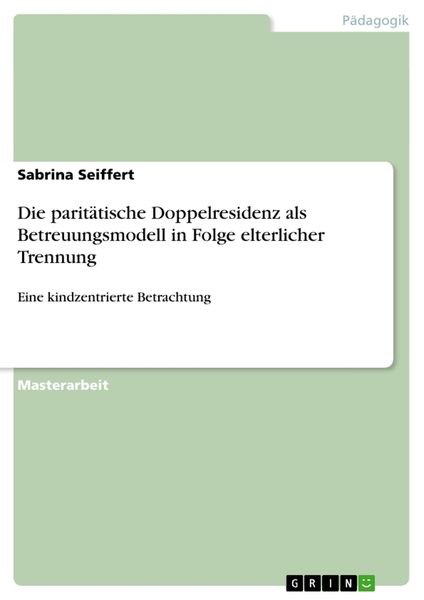 Pädagogik
Sabrina Seiffert
Die paritätische Doppelresidenz als
Betreuungsmodell in Folge elterlicher
Trennung
Eine kindzentrierte Betrachtung
Masterarbeit
GRIN